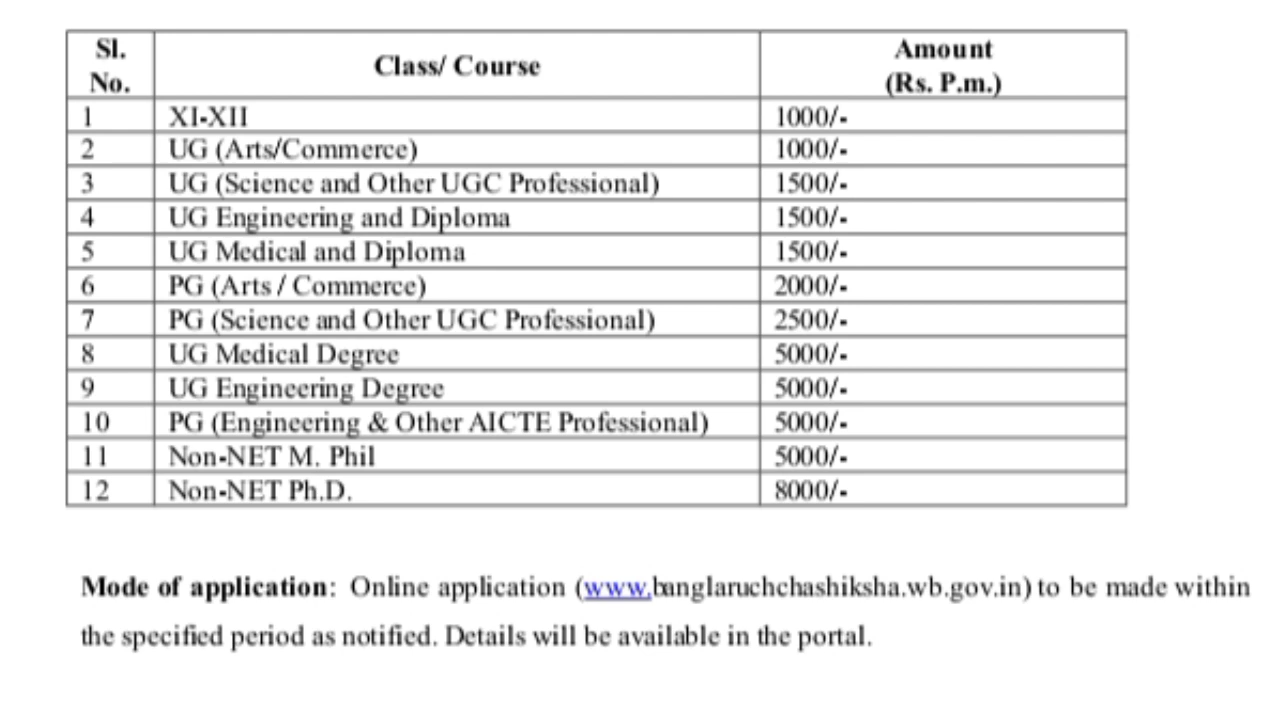 Sl. No. Class/ Course Amount (Rs. P.m.)
1 XI-XII 1000/-
2 UG (Arts/Commerce) 1000/-
3 UG (Science and Other UGC Professional) 1500/-
4 UG Engineering and Diploma 1500/-
5 UG Medical and Diploma 1500/-
6 PG (Arts / Commerce) 2000/-
7 PG (Science and Other UGC Professional) 2500/-
8 UG Medical Degree 5000/-
9 UG Engineering Degree 5000/-
10 PG (Engineering & Other AICTE Professional) 5000/-
11 Non-NET M. Phil 5000/-
12 Non-NET Ph.D. 8000/-
Mode of application: Online application (www.banglaruchchashiksha.wb.gov.in) to be made within
the specified period as notified. Details will be available in the portal.